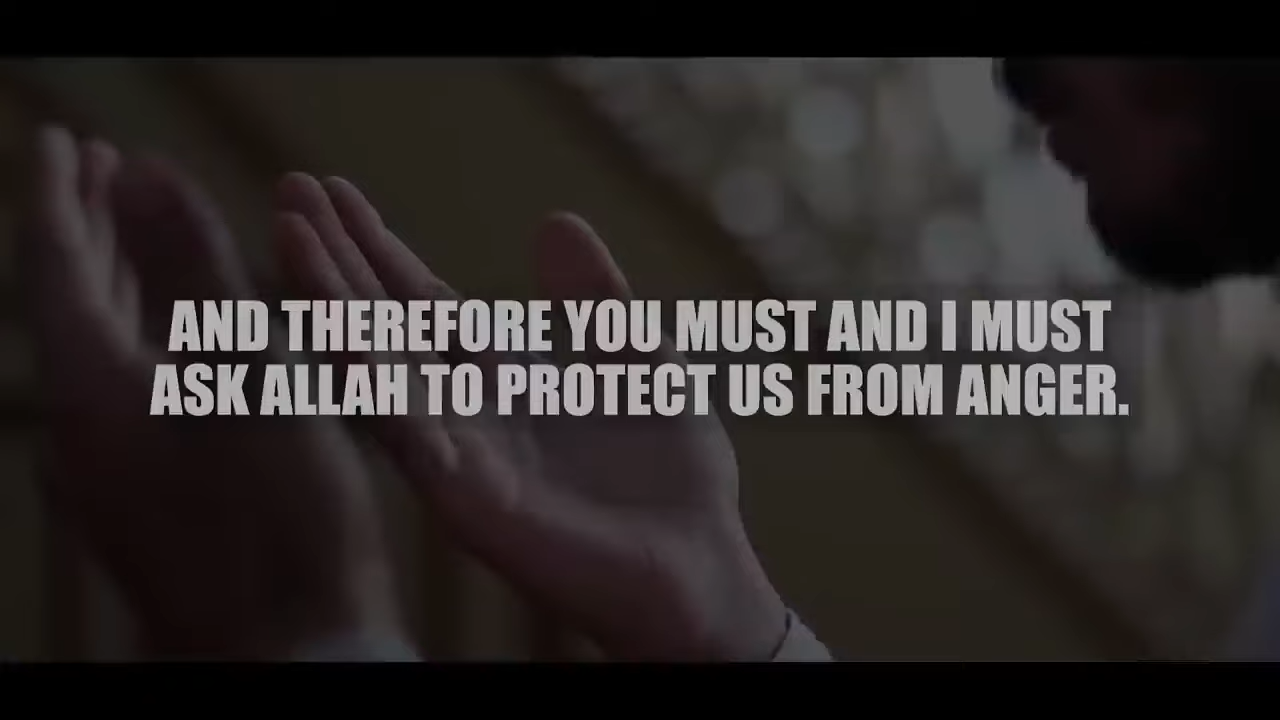 AND THEREFORE YOU MUST AND I MUST
ASK ALLAH TO PROTECT US FROM ANGER.